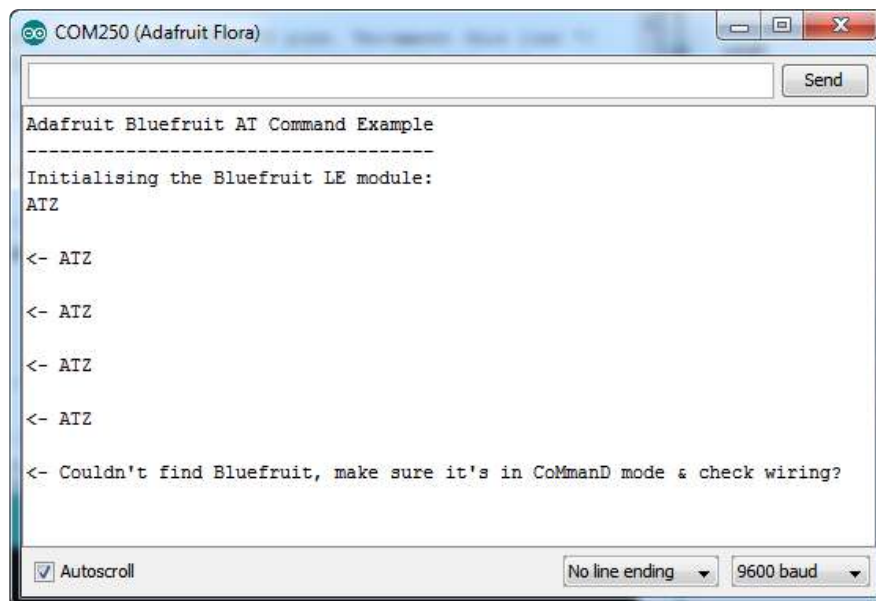 COM250 (Adafruit Flora)
Send
Adafruit Bluefruit AT Command Example
-------------------------------------
Initialising the Bluefruit LE module:
ATZ
<- ATZ
<- ATZ
<- ATZ
<- ATZ
<- Couldn't find Bluefruit, make sure it's in CoMmanD mode & check wiring?
Autoscroll
No line ending
9600 baud